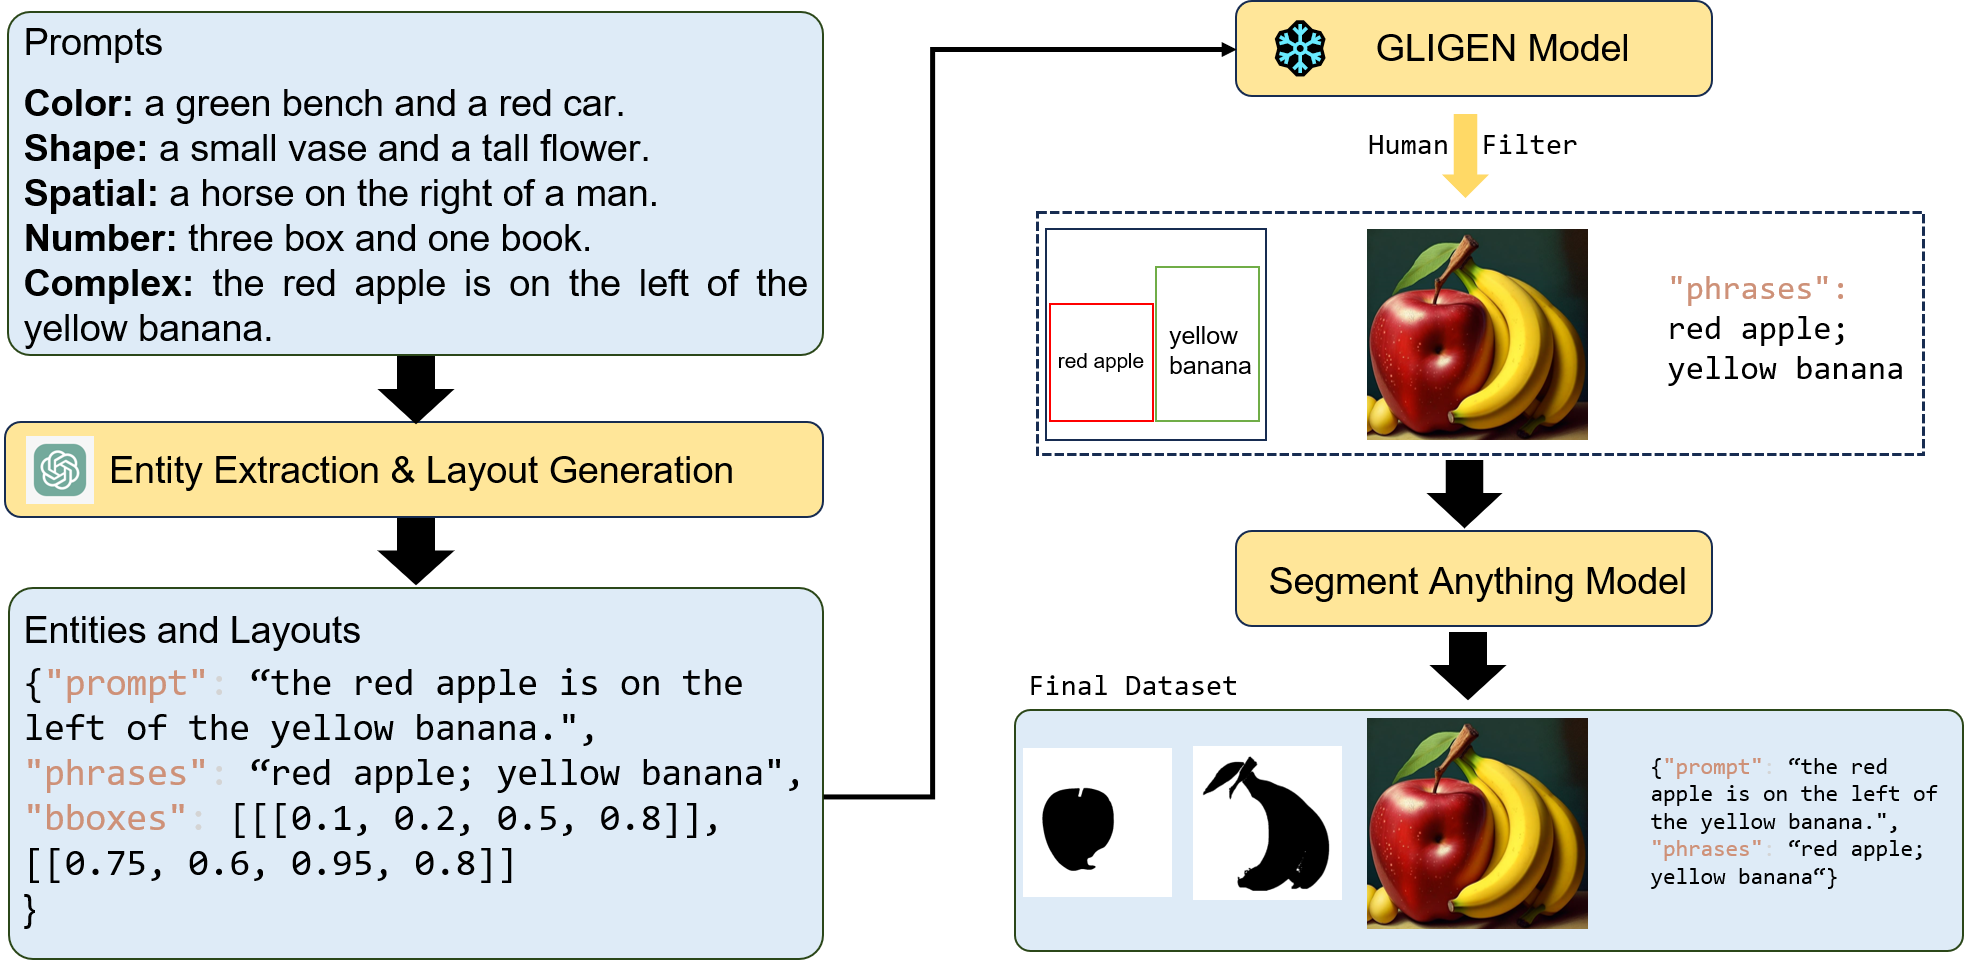 Prompts
Color: a green bench and a red car.
Shape: a small vase and a tall flower.
Spatial: a horse on the right of a man.
Number: three box and one book.
Complex: the red apple is on the left of the
yellow banana.
Entity Extraction & Layout Generation
Entities and Layouts
{"prompt": “the red apple is on the
left of the yellow banana.",
"phrases": “red apple; yellow banana",
"bboxes": [[[0.1, 0.2, 0.5, 0.8]],
[[0.75, 0.6, 0.95, 0.8]]
}
GLIGEN Model
Human Filter
red apple
yellow
banana
"phrases":
red apple;
yellow banana
Segment Anything Model
Final Dataset
{"prompt": “the red
apple is on the left of
the yellow banana.",
"phrases": “red apple;
yellow banana“}